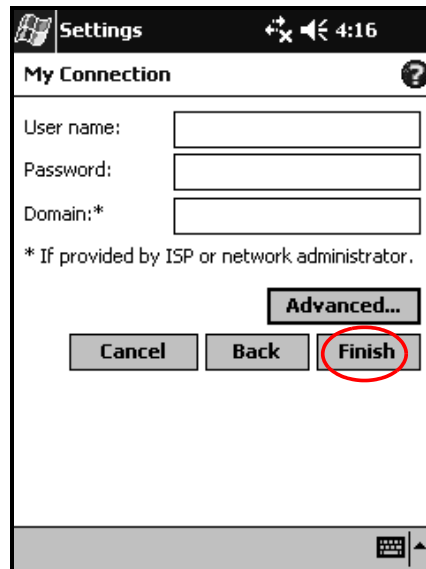 Settings 4:16
My Connection
User name:
Password:
Domain:*
* If provided by ISP or network administrator.
Advanced...
Cancel Back Finish